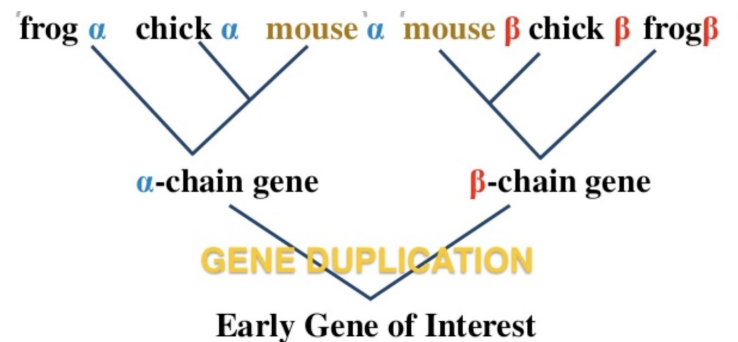 frog α chick α mouse α mouse β chick β frogβ
α-chain gene β-chain gene
GENE DUPLICATION
Early Gene of Interest